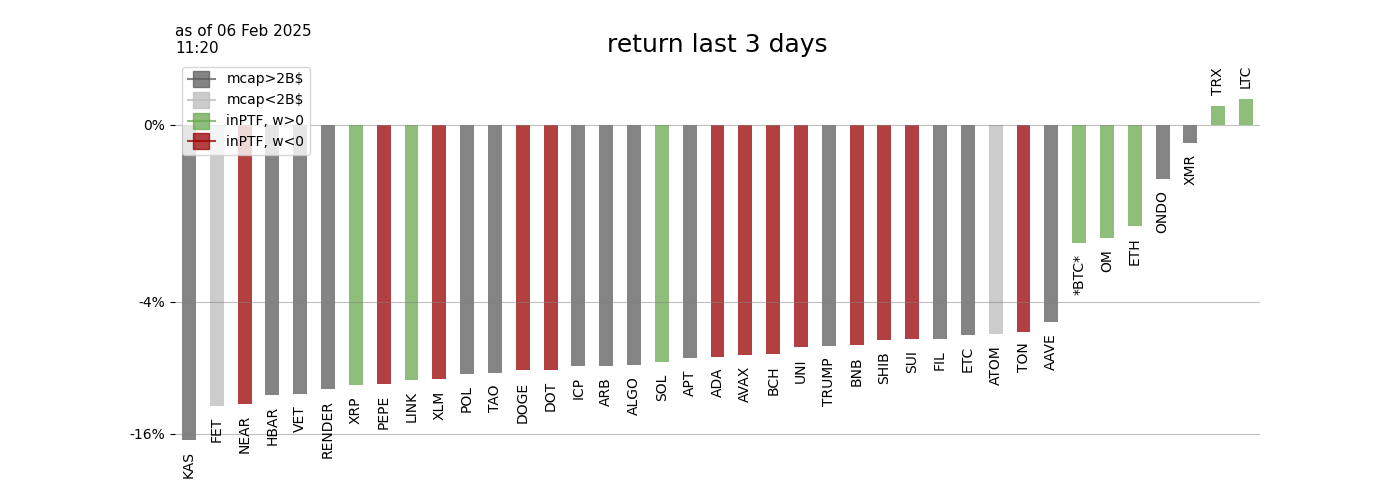 as of 06 Feb 2025
11:20
return last 3 days
mcap>2B$
mcap<2B$
inPTF, w>0
inPTF, w<0
0%
-4%
-16%
KAS
FET
NEAR
HBAR
VET
RENDER
XRP
PEPE
LINK
XLM
POL
TAO
DOGE
DOT
ICP
ARB
ALGO
SOL
APT
ADA
AVAX
BCH
UNI
TRUMP
BNB
SHIB
SUI
FIL
ETC
ATOM
TON
AAVE
*BTC*
OM
ETH
ONDO
XMR
TRX
LTC